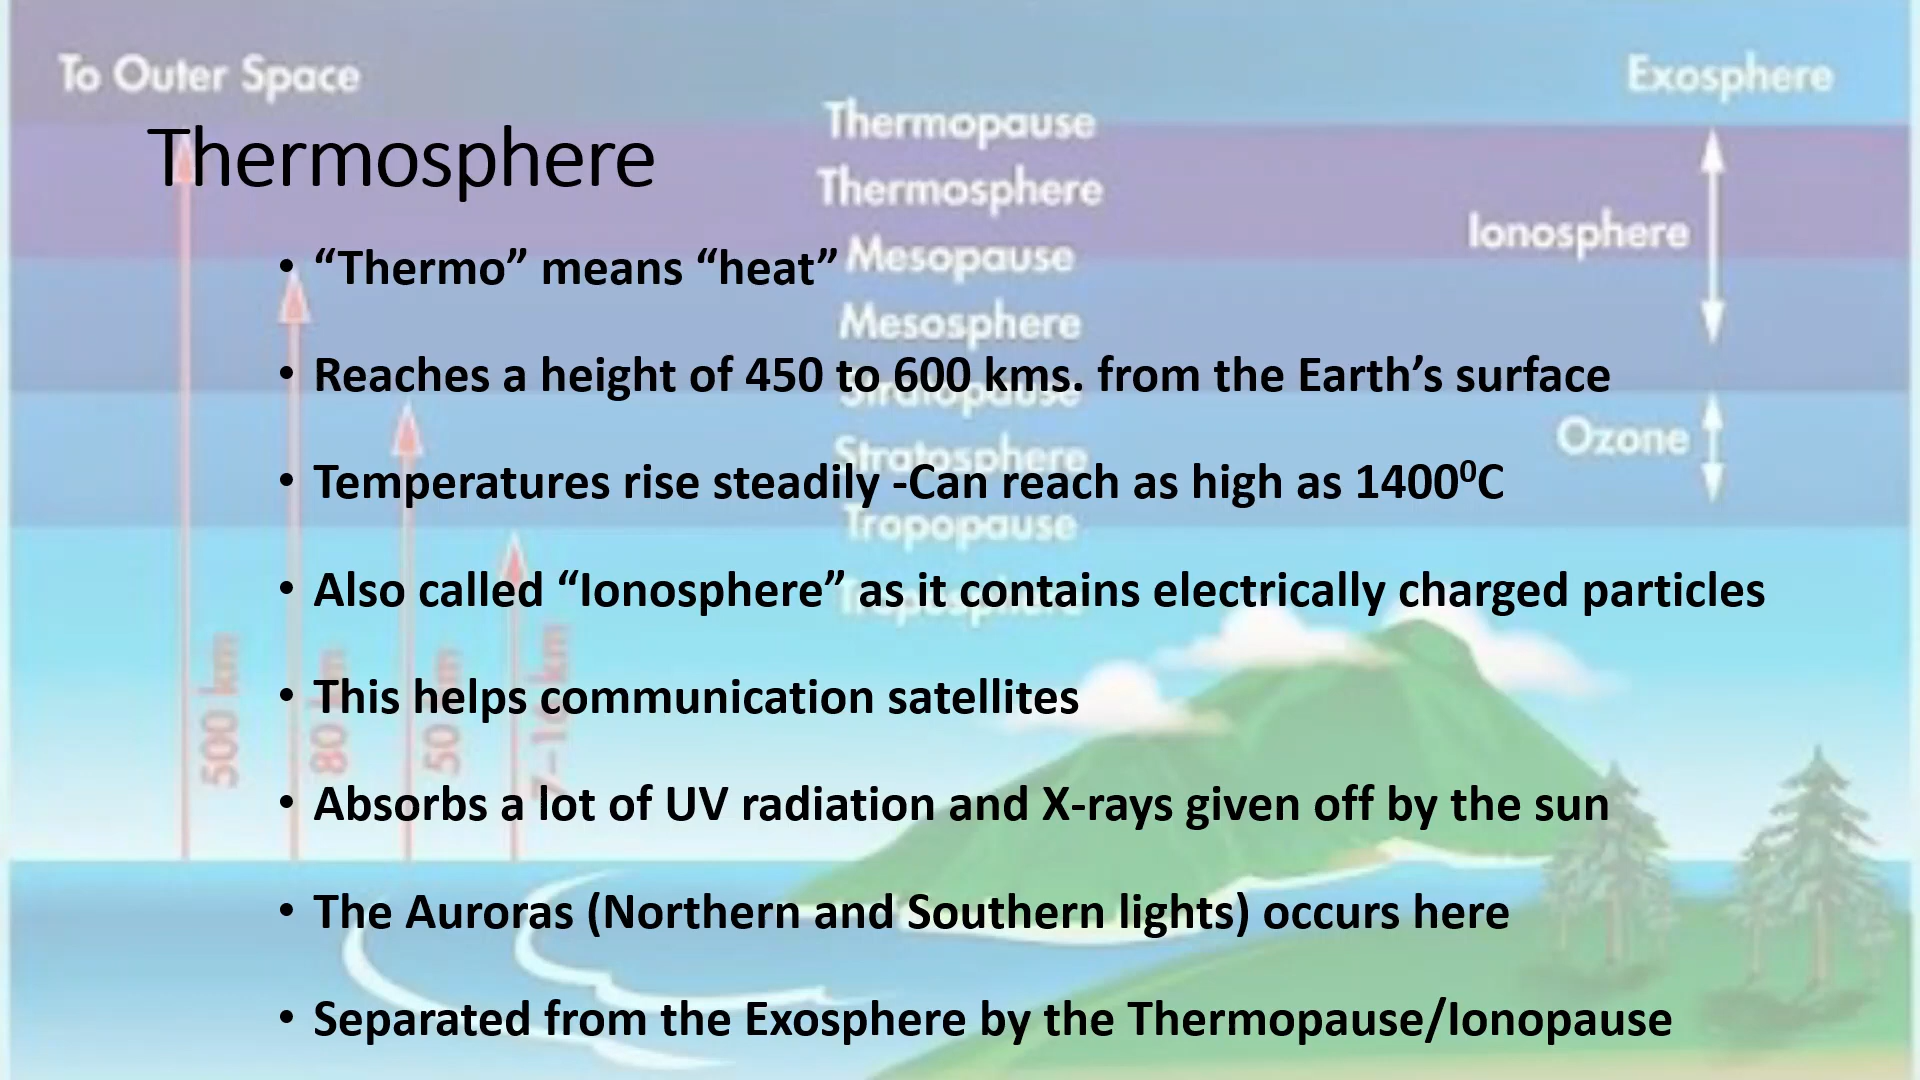 To Outer Space
Exosphere
Thermopause
Thermosphere
Thermosphere
Ionosphere
Mesopause
• “Thermo” means “heat”
Mesosphere
• Reaches a height of 450 to 600 kms. from the Earth’s surface
Stratopause
Ozone
Stratosphere
• Temperatures rise steadily -Can reach as high as 1400⁰C
Tropopause
• Also called “Ionosphere” as it contains electrically charged particles
500 km
80 km
50 km
• This helps communication satellites
• Absorbs a lot of UV radiation and X-rays given off by the sun
• The Auroras (Northern and Southern lights) occurs here
• Separated from the Exosphere by the Thermopause/Ionopause